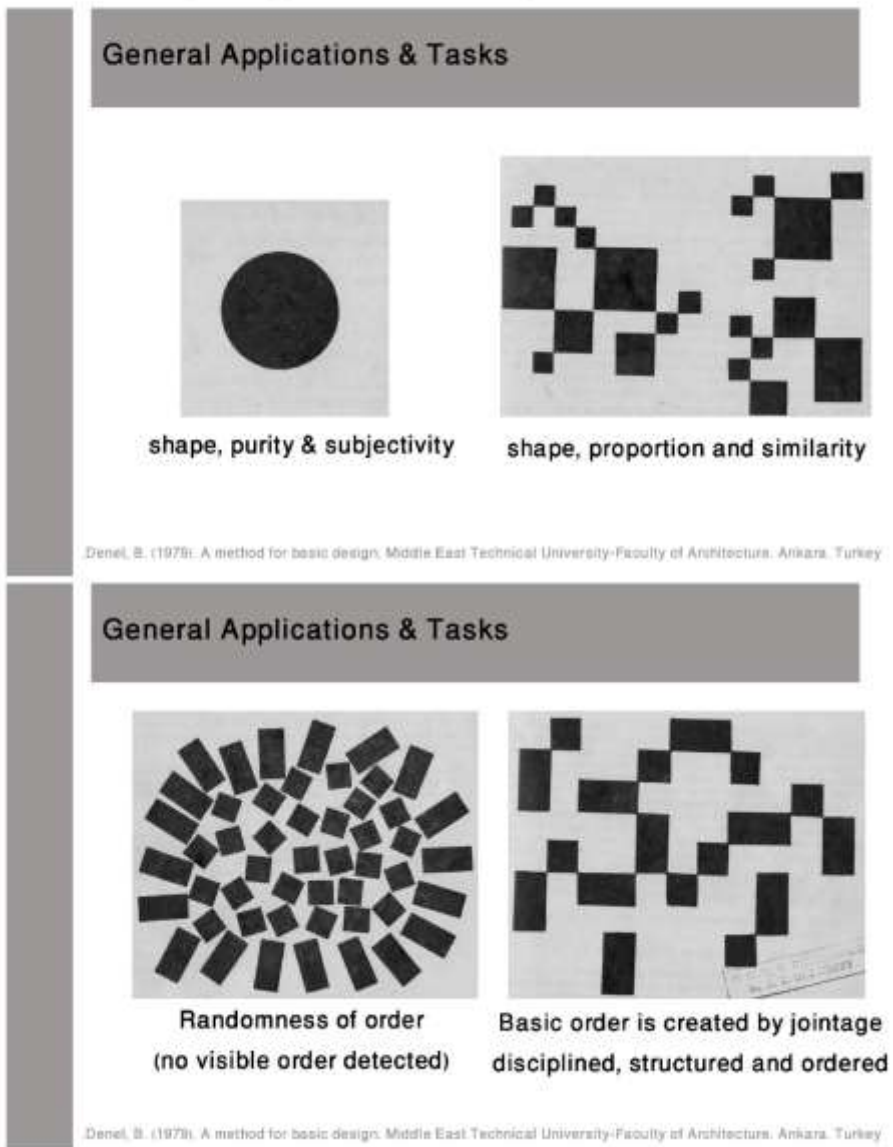 General Applications & Tasks
shape, purity & subjectivity
shape, proportion and similarity
Denel, B. (1979). A method for basic design. Middle East Technical University-Faculty of Architecture. Ankara. Turkey
General Applications & Tasks
Randomness of order
(no visible order detected)
Basic order is created by jointage
disciplined, structured and ordered
Denel, B. (1979). A method for basic design. Middle East Technical University-Faculty of Architecture. Ankara. Turkey